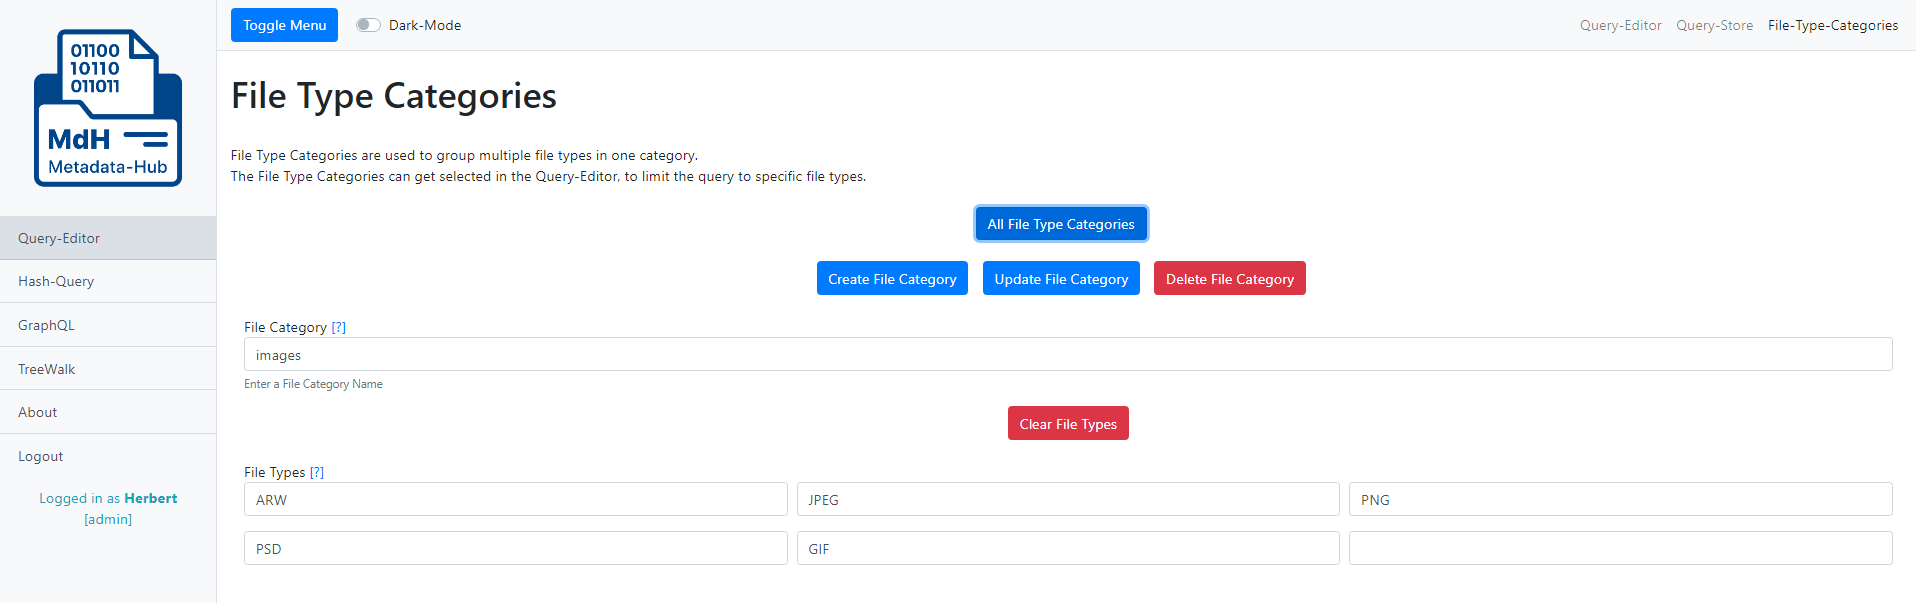 01100
10110
011011
MdH
Metadata-Hub
Toggle Menu Dark-Mode Query-Editor Query-Store File-Type-Categories
Query-Editor
Hash-Query
GraphQL
TreeWalk
About
Logout
Logged in as Herbert
[admin]
File Type Categories
File Type Categories are used to group multiple file types in one category.
The File Type Categories can get selected in the Query-Editor, to limit the query to specific file types.
All File Type Categories
Create File Category Update File Category Delete File Category
File Category [?]
images
Enter a File Category Name
Clear File Types
File Types [?]
ARW JPEG PNG
PSD GIF